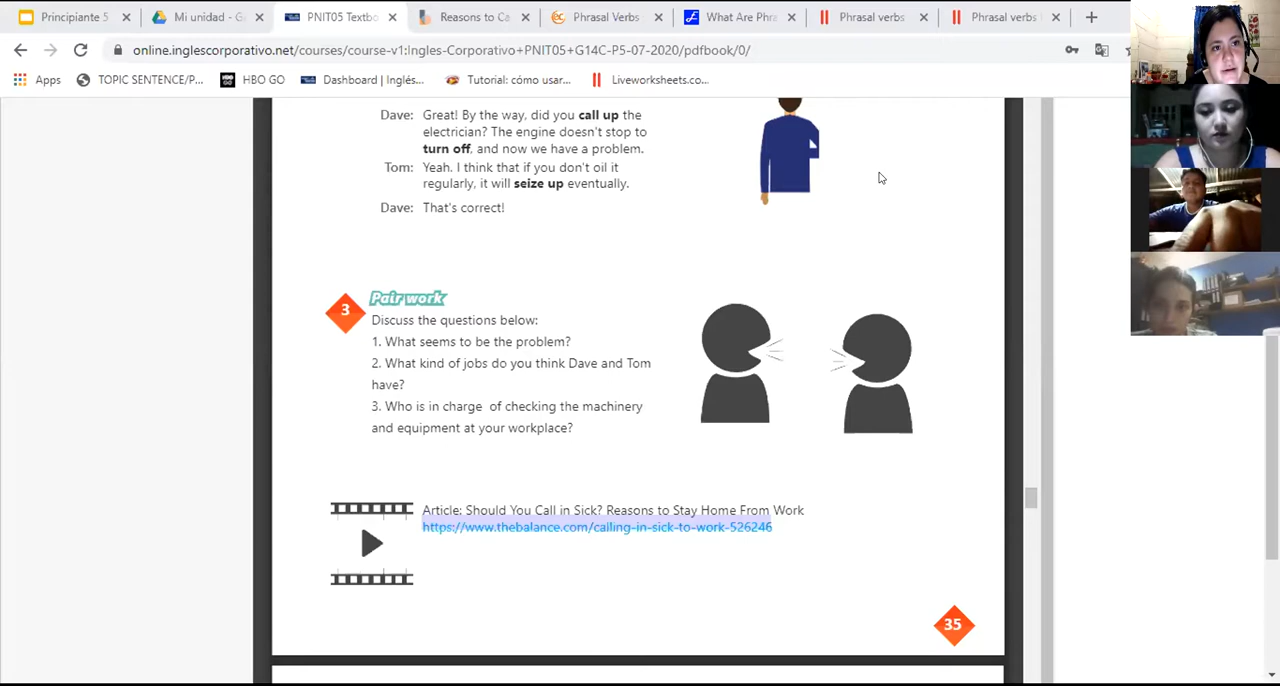 Principiante 5
Mi unidad - G
PNIT05 Textbo
Reasons to Ca
Phrasal Verbs
What Are Phra
Phrasal verbs
Phrasal verbs
online.inglescorporativo.net/courses/course-v1:Ingles-Corporativo+PNIT05+G14C-P5-07-2020/pdfbook/0/
Apps
TOPIC SENTENCE/P...
HBO GO
Dashboard | Inglés...
Tutorial: cómo usar...
Liveworksheets.co...
Dave: Great! By the way, did you call up the
electrician? The engine doesn't stop to
turn off, and now we have a problem.
Tom: Yeah. I think that if you don't oil it
regularly, it will seize up eventually.
Dave: That's correct!
3
Pair work
Discuss the questions below:
1. What seems to be the problem?
2. What kind of jobs do you think Dave and Tom
have?
3. Who is in charge of checking the machinery
and equipment at your workplace?
Article: Should You Call in Sick? Reasons to Stay Home From Work
https://www.thebalance.com/calling-in-sick-to-work-526246
35